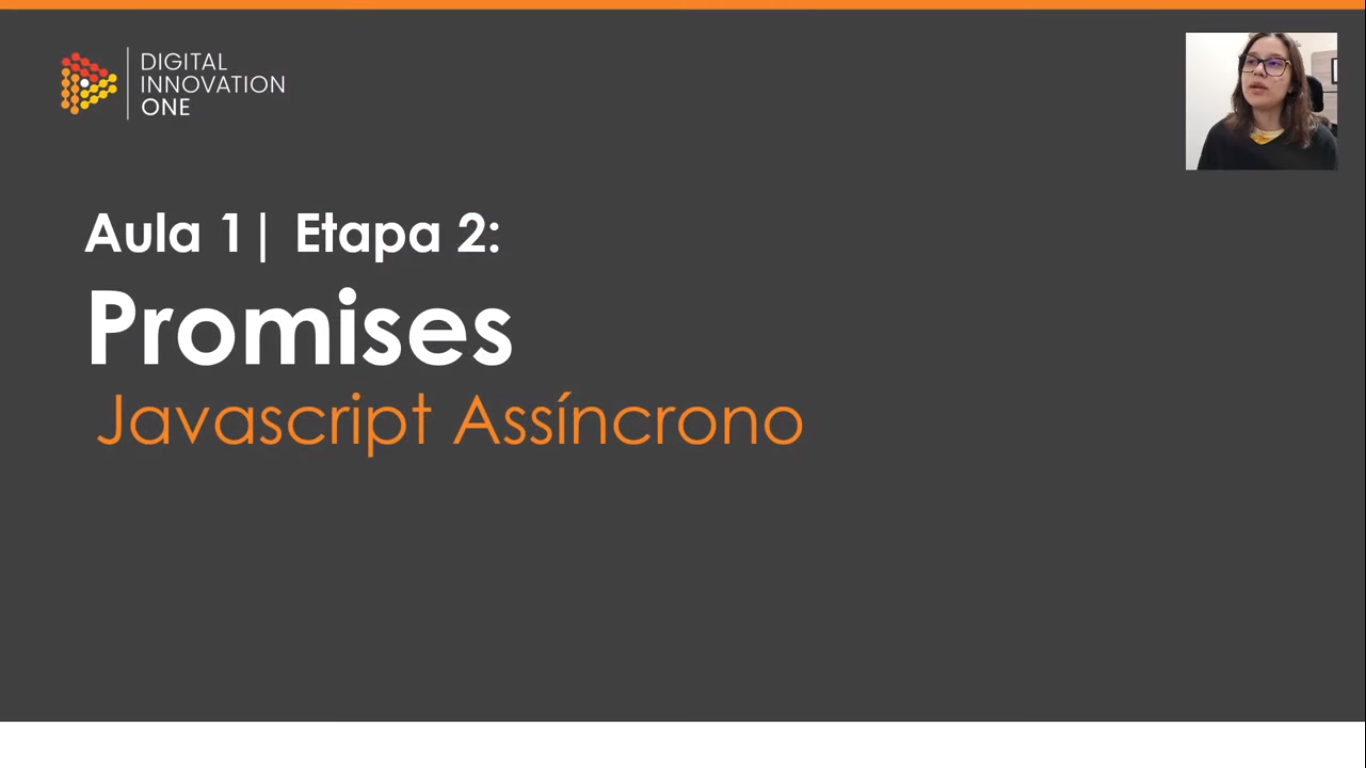 DIGITAL
INNOVATION
ONE
Aula 1| Etapa 2:
Promises
Javascript Assíncrono